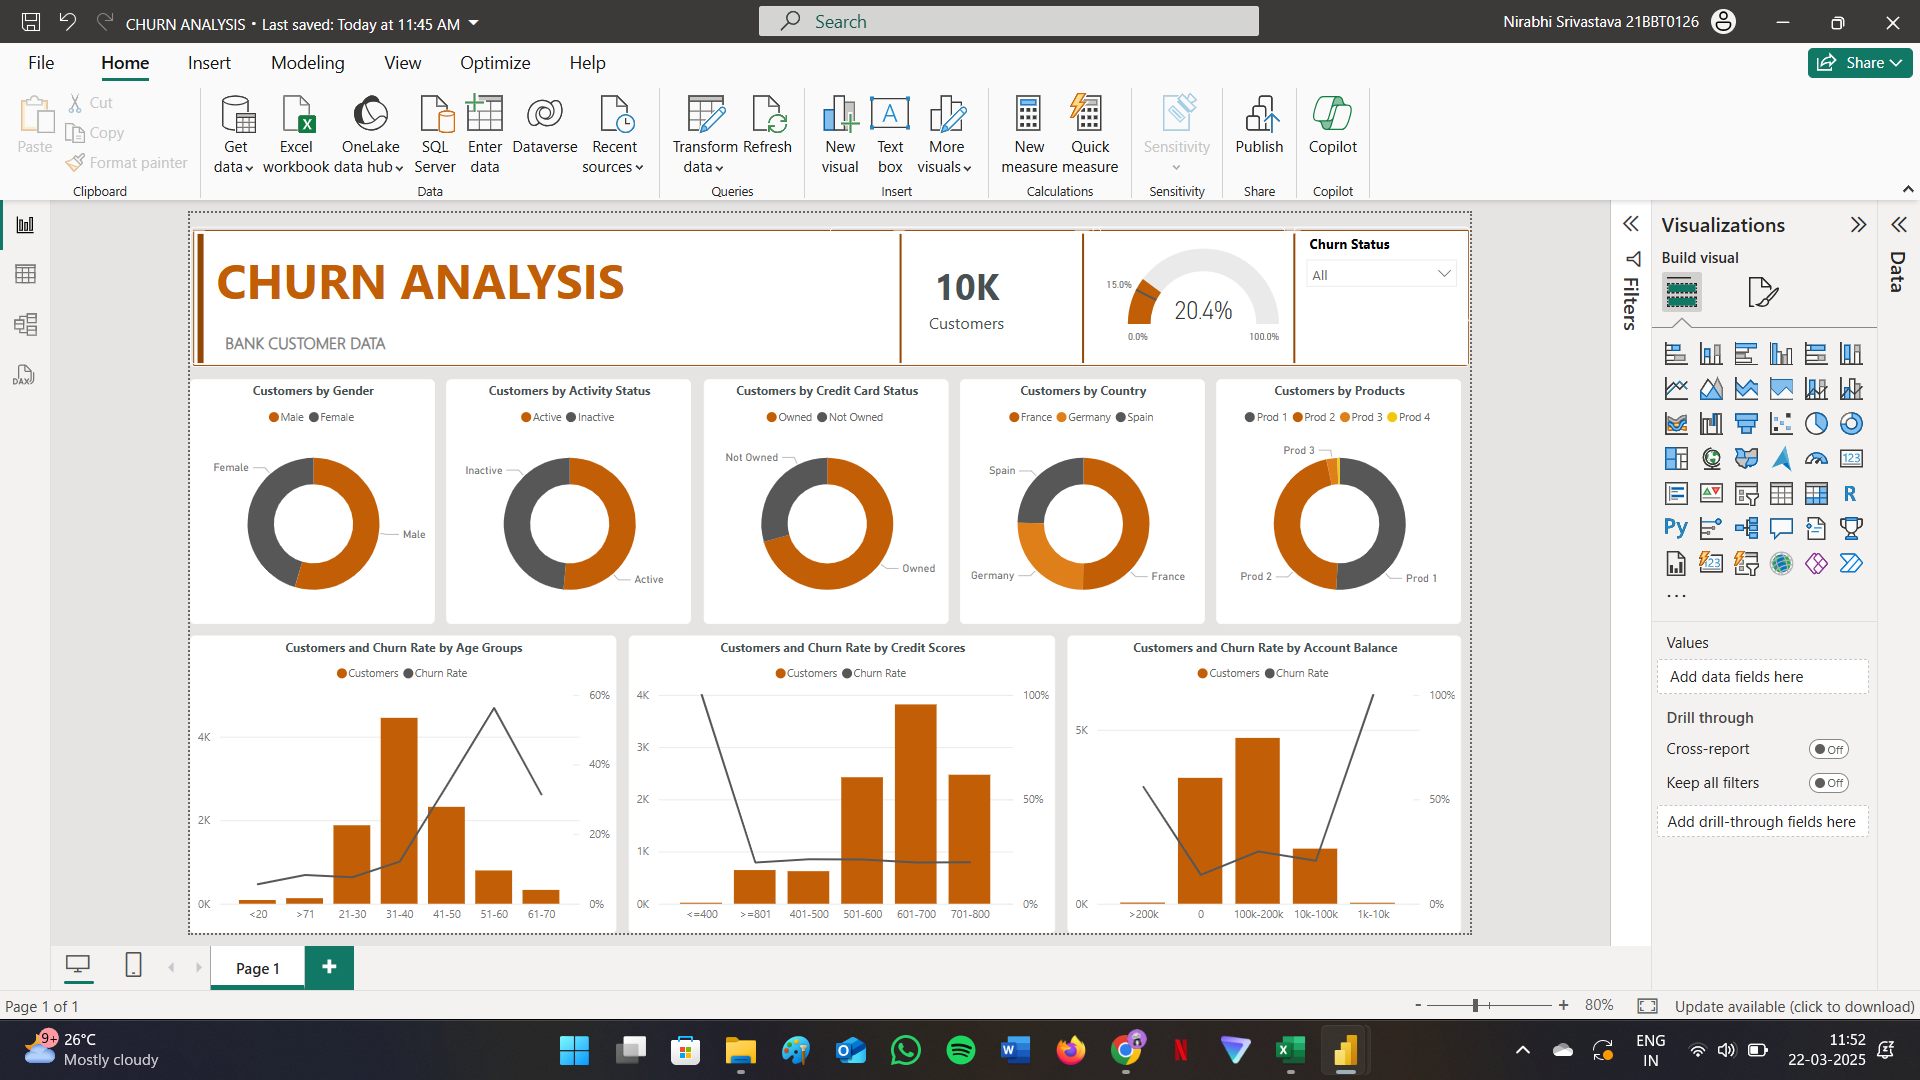 CHURN ANALYSIS • Last saved: Today at 11:45 AM
Search
Nirabhi Srivastava 21BBT0126
File Home Insert Modeling View Optimize Help
Share
Paste
Cut
Copy
Format painter
Clipboard
Get data
Excel workbook
OneLake data hub
SQL Server
Enter data
Dataverse
Recent sources
Data
Transform data
Refresh
Queries
New visual
Text box
More visuals
Insert
New measure
Quick measure
Calculations
Sensitivity
Sensitivity
Publish
Share
Copilot
Copilot
CHURN ANALYSIS
BANK CUSTOMER DATA
10K
Customers
15.0%
20.4%
0.0% 100.0%
Churn Status
All
Customers by Gender
Male Female
Female
Male
Customers by Activity Status
Active Inactive
Inactive
Active
Customers by Credit Card Status
Owned Not Owned
Not Owned
Owned
Customers by Country
France Germany Spain
Spain
Germany
France
Customers by Products
Prod 1 Prod 2 Prod 3 Prod 4
Prod 3
Prod 2
Prod 1
Customers and Churn Rate by Age Groups
Customers Churn Rate
60%
4K
40%
2K
20%
0K
0%
<20 >71 21-30 31-40 41-50 51-60 61-70
Customers and Churn Rate by Credit Scores
Customers Churn Rate
4K 100%
3K
2K 50%
1K
0K 0%
<=400 >=801 401-500 501-600 601-700 701-800
Customers and Churn Rate by Account Balance
Customers Churn Rate
100%
5K
50%
0K 0%
>200k 0 100k-200k 10k-100k 1k-10k
Filters
Visualizations
Build visual
123
R
Py
123
...
Values
Add data fields here
Drill through
Cross-report Off
Keep all filters Off
Add drill-through fields here
Data
DAX
Page 1
+
Page 1 of 1
- + 80%
Update available (click to download)
9+
26°C
Mostly cloudy
ENG
IN
11:52
22-03-2025